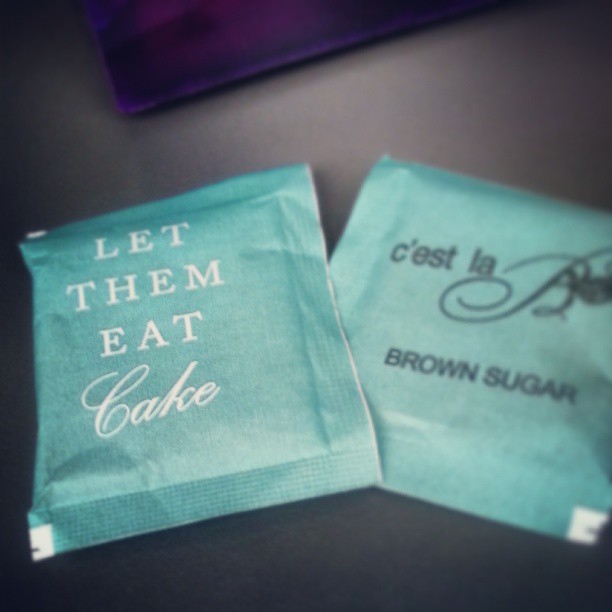 LET
THEM
EAT
Cake
c'est la
BROWN SUGAR